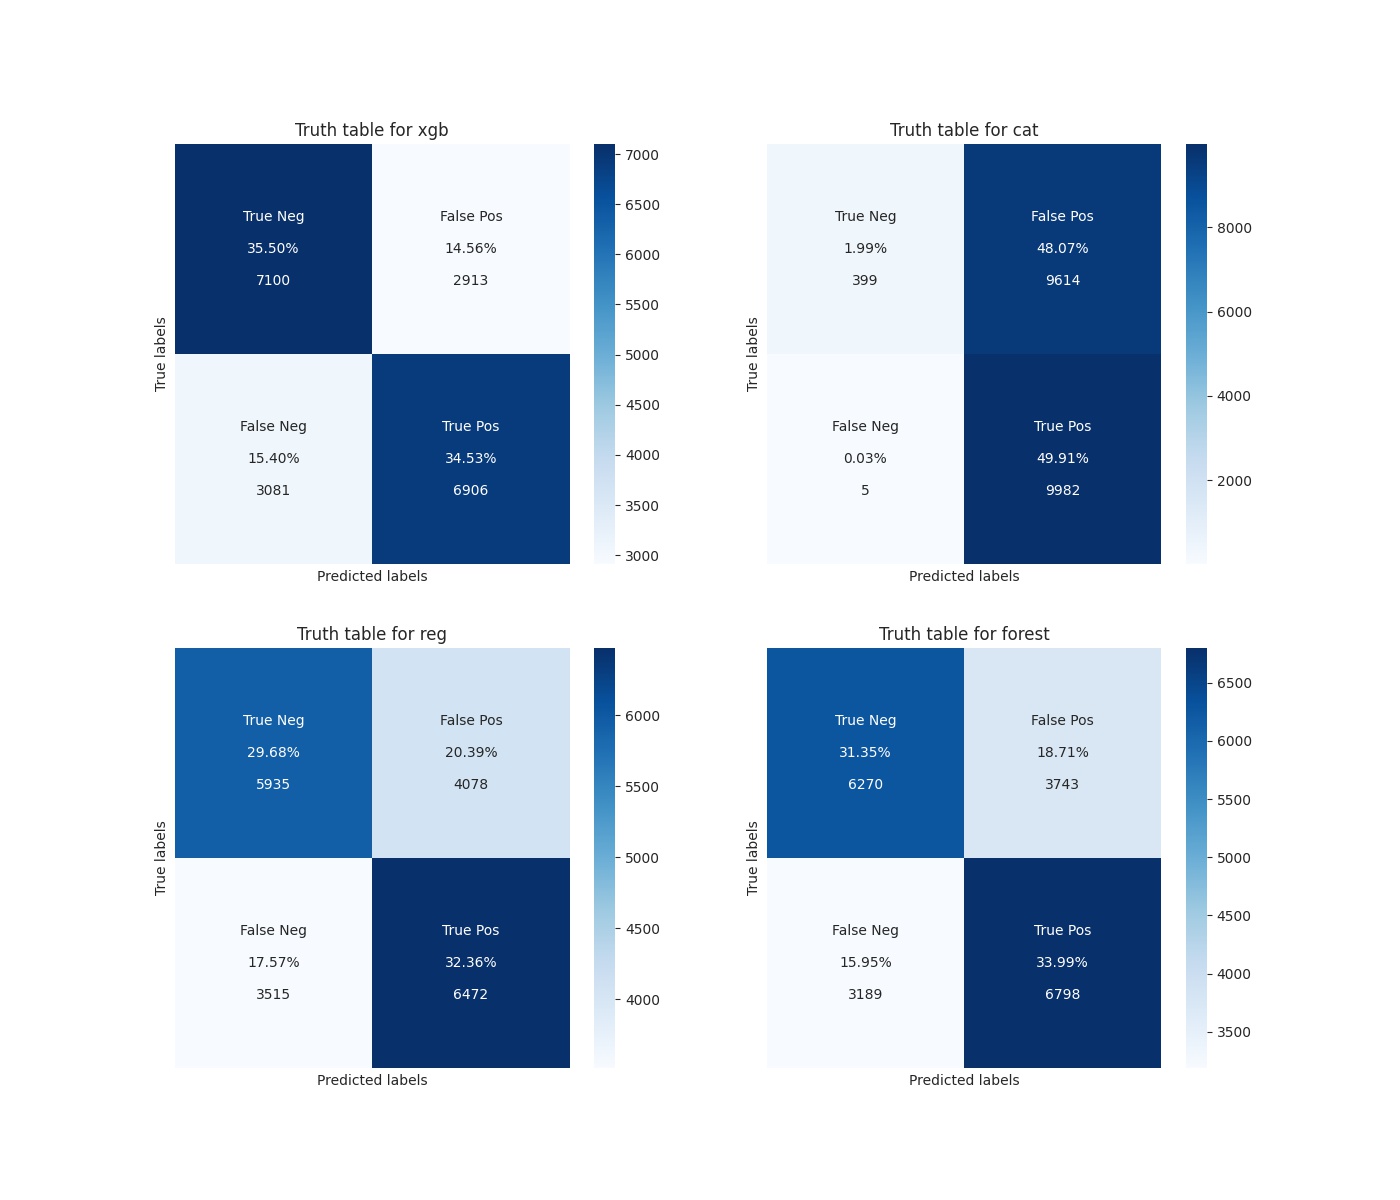 Truth table for xgb
True Neg
35.50%
7100
False Pos
14.56%
2913
False Neg
15.40%
3081
True Pos
34.53%
6906
True labels
Predicted labels
7000
6500
6000
5500
5000
4500
4000
3500
3000
Truth table for cat
True Neg
1.99%
399
False Pos
48.07%
9614
False Neg
0.03%
5
True Pos
49.91%
9982
True labels
Predicted labels
8000
6000
4000
2000
Truth table for reg
True Neg
29.68%
5935
False Pos
20.39%
4078
False Neg
17.57%
3515
True Pos
32.36%
6472
True labels
Predicted labels
6000
5500
5000
4500
4000
Truth table for forest
True Neg
31.35%
6270
False Pos
18.71%
3743
False Neg
15.95%
3189
True Pos
33.99%
6798
True labels
Predicted labels
6500
6000
5500
5000
4500
4000
3500